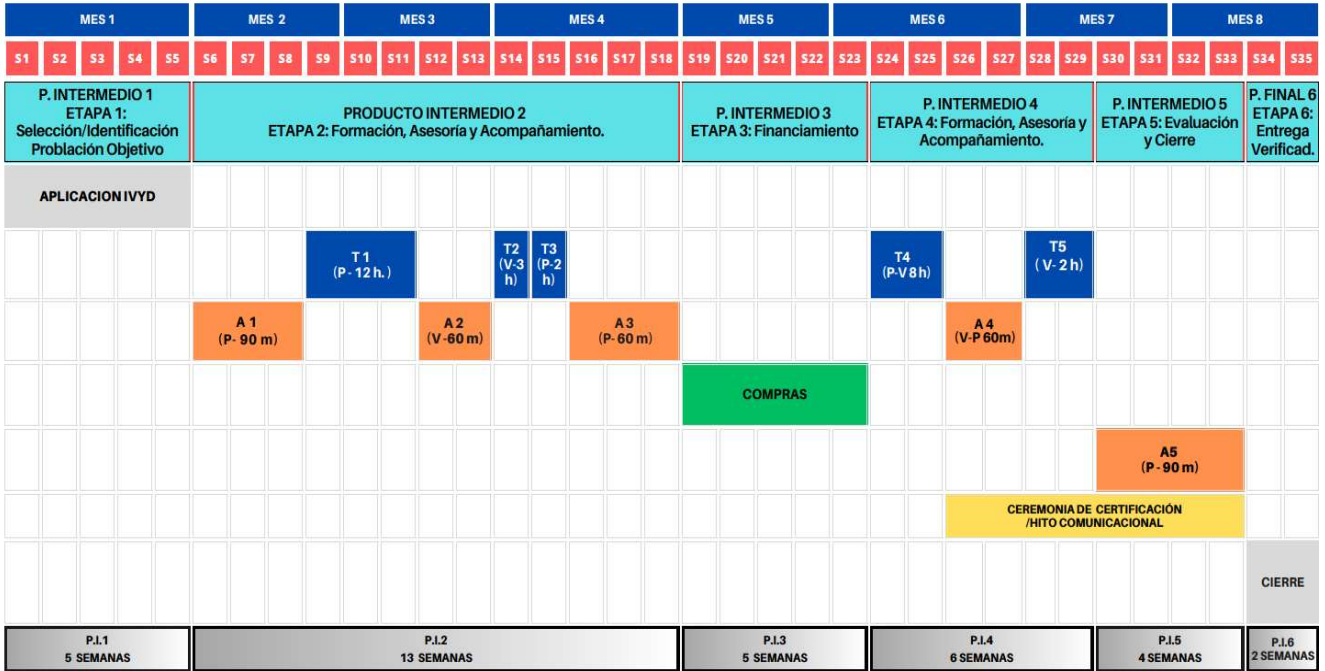 MES 1 MES 2 MES 3 MES 4 MES 5 MES 6 MES 7 MES 8
S1 S2 S3 S4 S5 S6 S7 S8 S9 S10 S11 S12 S13 S14 S15 S16 S17 S18 S19 S20 S21 S22 S23 S24 S25 S26 S27 S28 S29 S30 S31 S32 S33 S34 S35
P. INTERMEDIO 1
ETAPA 1:
Selección/Identificación
Población Objetivo
PRODUCTO INTERMEDIO 2
ETAPA 2: Formación, Asesoría y Acompañamiento.
P. INTERMEDIO 3
ETAPA 3: Financiamiento
P. INTERMEDIO 4
ETAPA 4: Formación, Asesoría y
Acompañamiento.
P. INTERMEDIO 5
ETAPA 5: Evaluación
y Cierre
P. FINAL 6
ETAPA 6:
Entrega
Verificad.
APLICACION IVYD
T 1
(P - 12 h.)
T2
(V-3
h)
T3
(P-2
h)
T4
(P-V 8h)
T5
( V- 2 h)
A 1
(P- 90 m)
A 2
(V -60 m)
A 3
(P- 60 m)
A 4
(V-P 60m)
COMPRAS
A5
(P - 90 m)
CEREMONIA DE CERTIFICACIÓN
/HITO COMUNICACIONAL
CIERRE
P.I.1
5 SEMANAS
P.I.2
13 SEMANAS
P.I.3
5 SEMANAS
P.I.4
6 SEMANAS
P.I.5
4 SEMANAS
P.I.6
2 SEMANAS